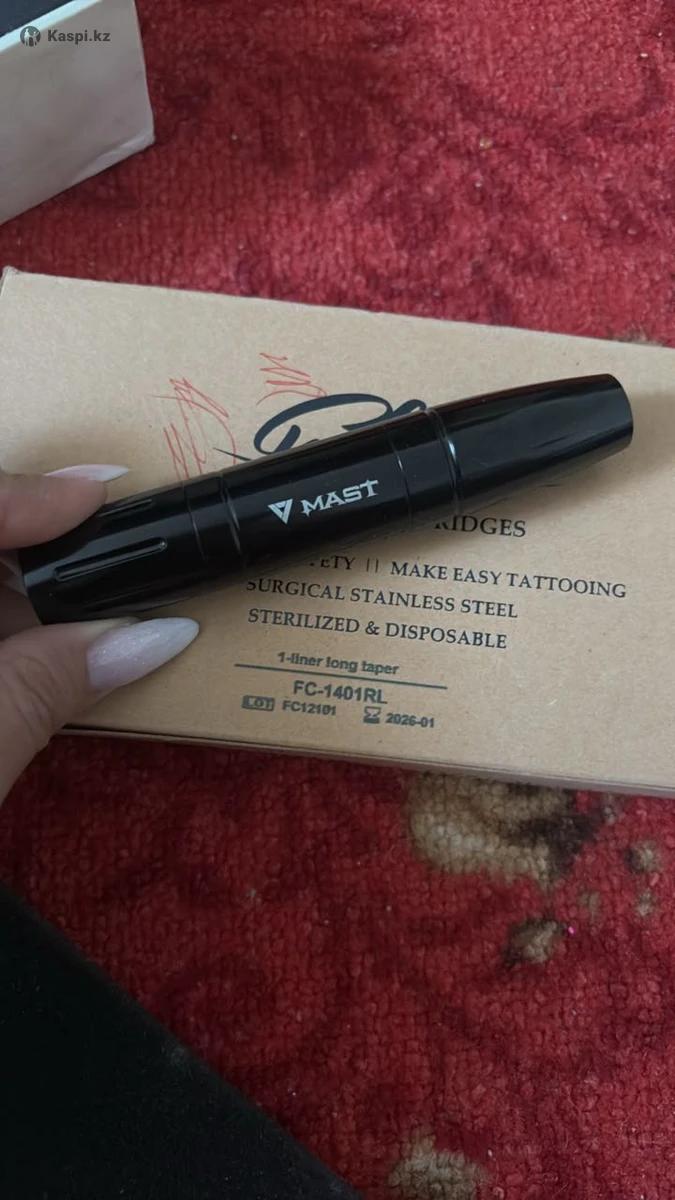 Kaspi.kz
MAST
RIDGES
ETY || MAKE EASY TATTOOING
SURGICAL STAINLESS STEEL
STERILIZED & DISPOSABLE
1-liner long taper
FC-1401RL
LOT FC12101 2026-01